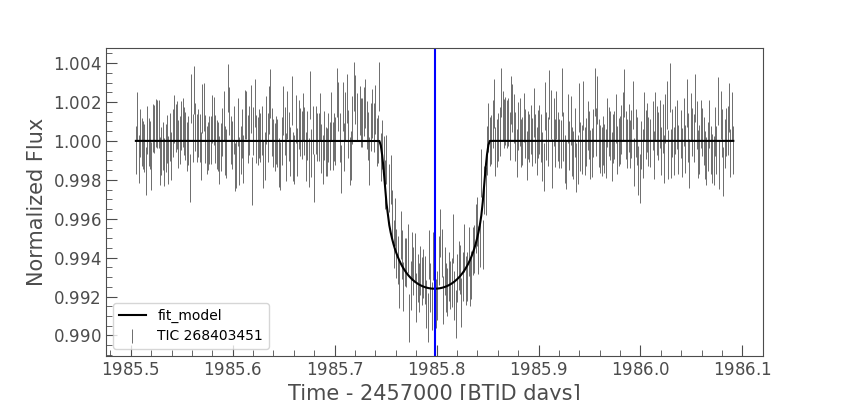 1.004
1.002
1.000
0.998
0.996
0.994
0.992
0.990
Normalized Flux
fit_model
TIC 268403451
1985.5 1985.6 1985.7 1985.8 1985.9 1986.0 1986.1
Time - 2457000 [BTJD days]